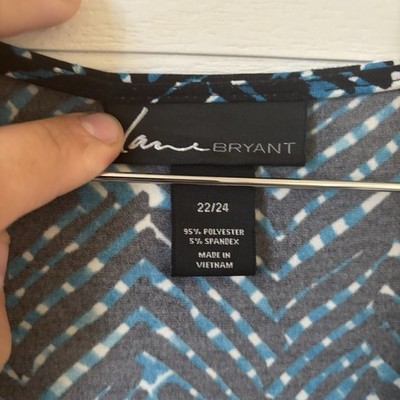 Lane BRYANT
22/24
95% POLYESTER
5% SPANDEX
MADE IN
VIETNAM